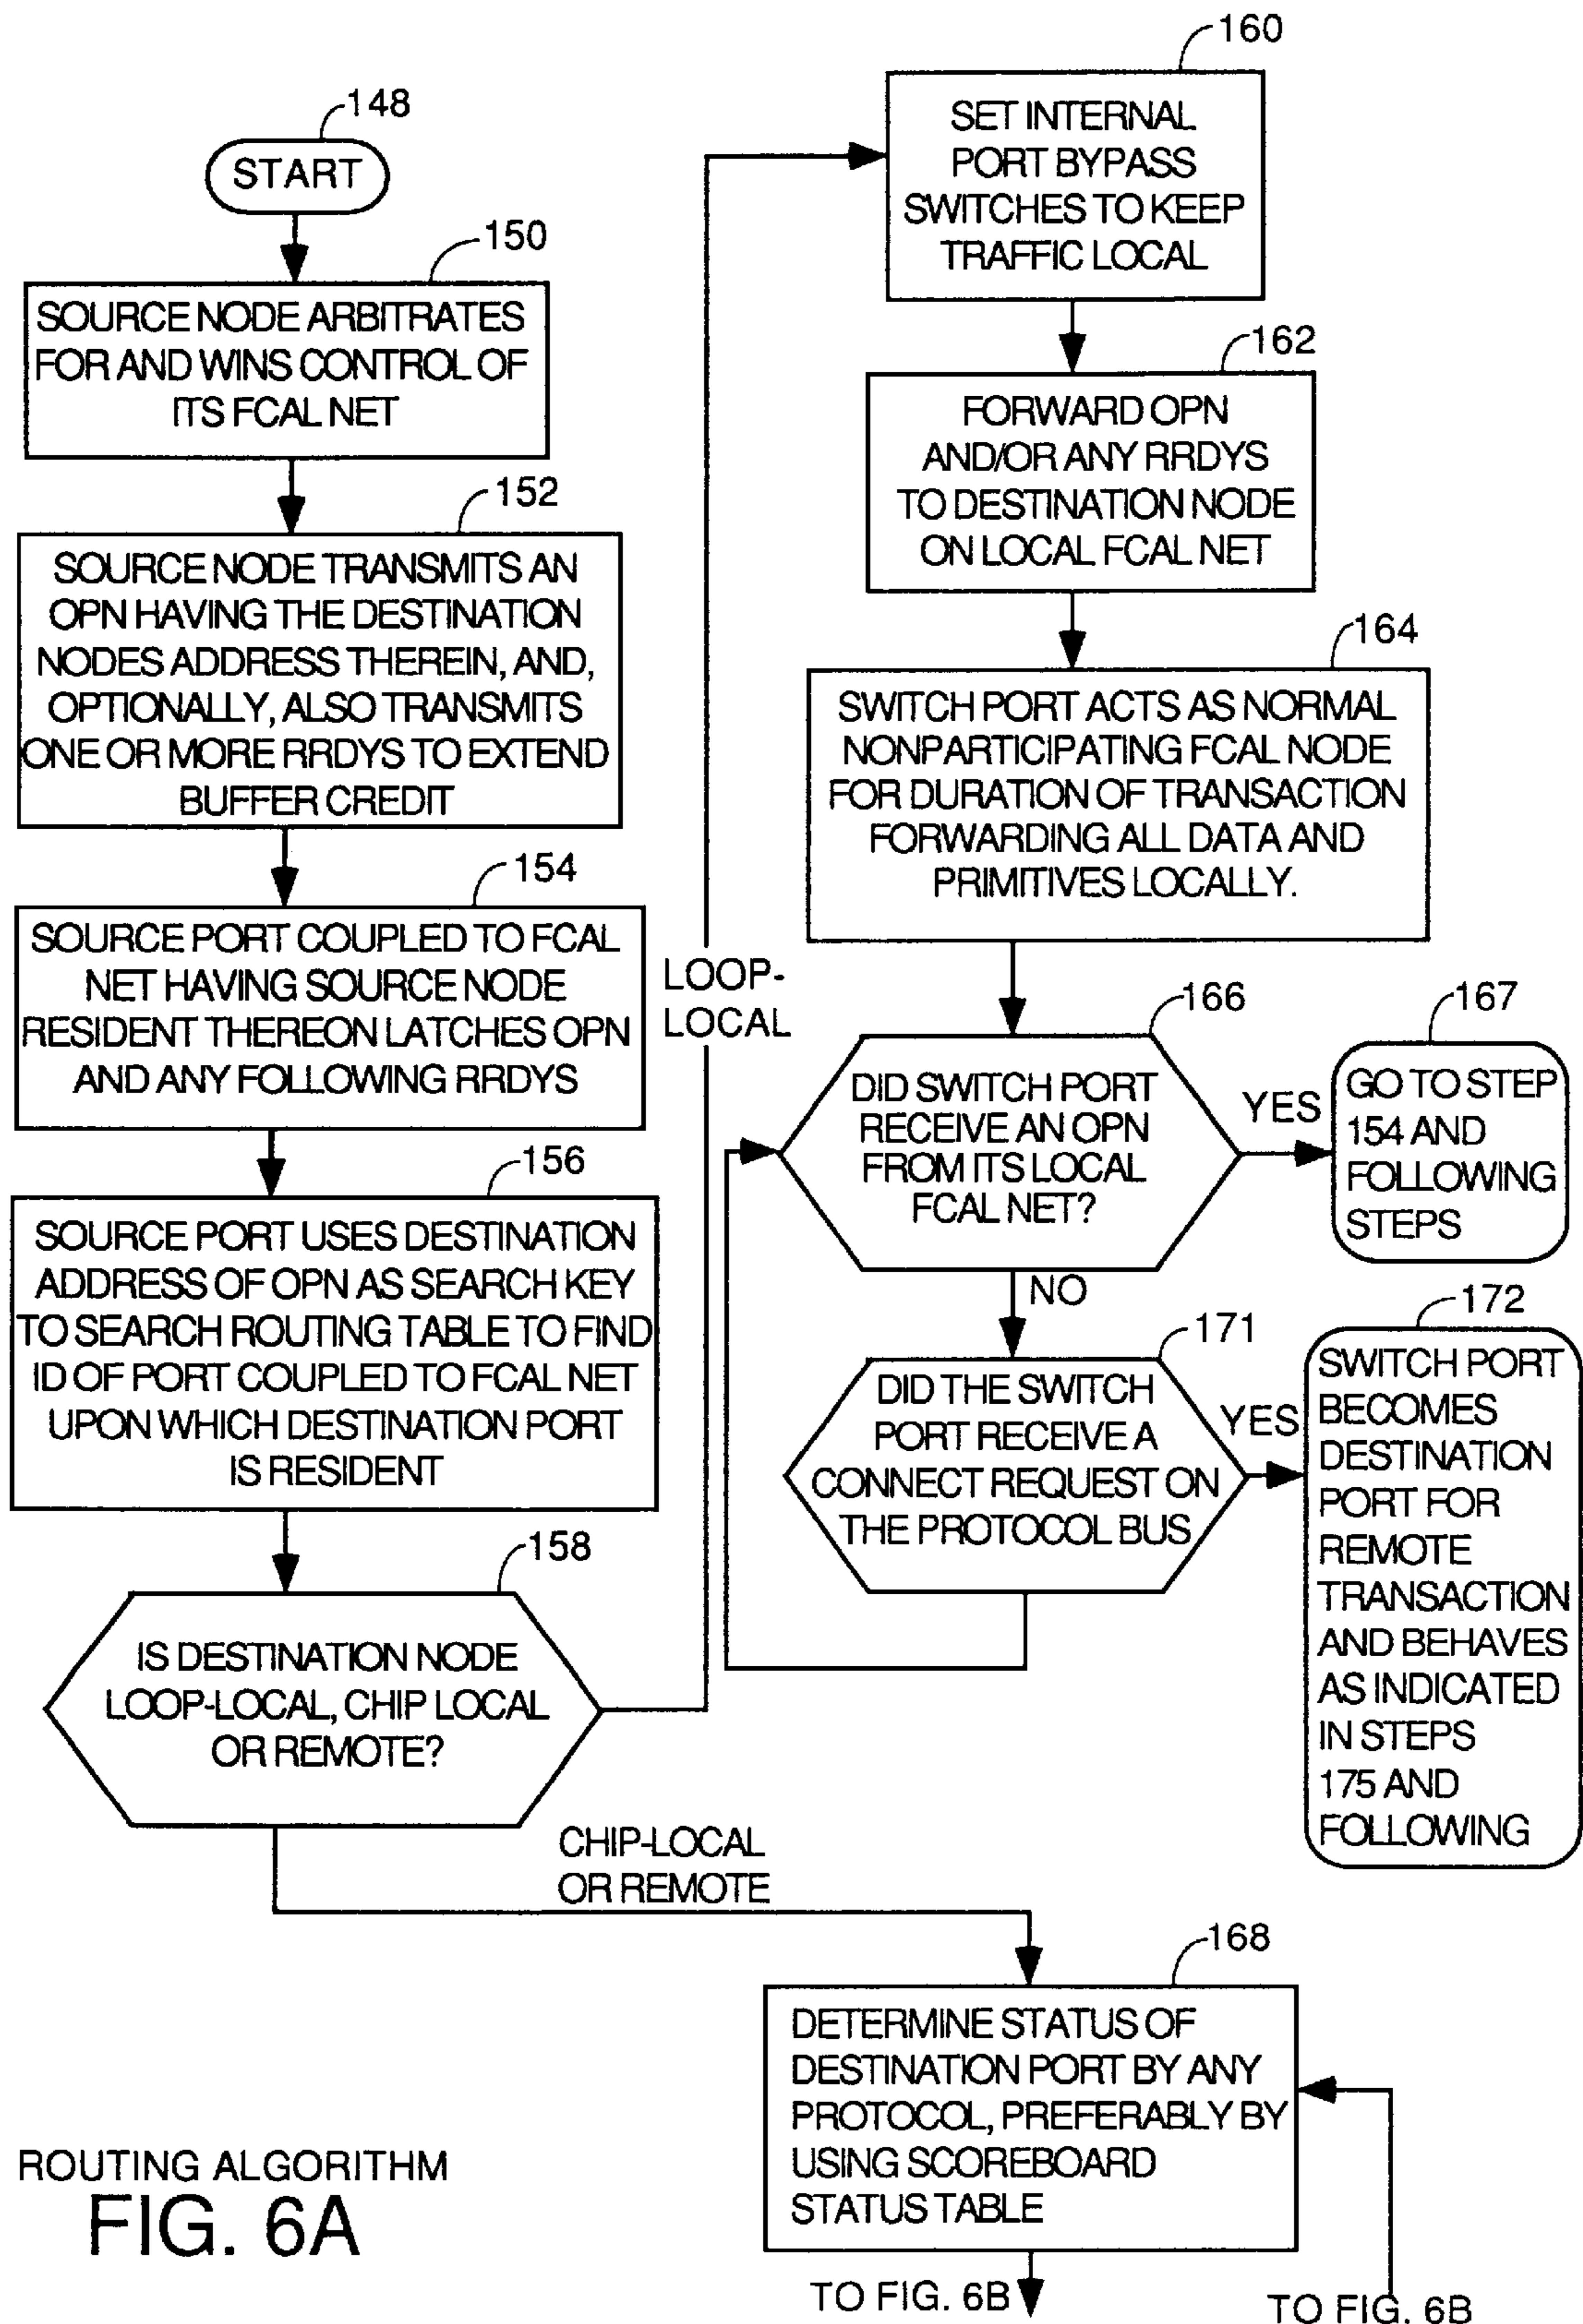 148
START
150
SOURCE NODE ARBITRATES
FOR AND WINS CONTROL OF
ITS FCAL NET
152
SOURCE NODE TRANSMITS AN
OPN HAVING THE DESTINATION
NODES ADDRESS THEREIN, AND,
OPTIONALLY, ALSO TRANSMITS
ONE OR MORE RRDYS TO EXTEND
BUFFER CREDIT
154
SOURCE PORT COUPLED TO FCAL
NET HAVING SOURCE NODE
RESIDENT THEREON LATCHES OPN
AND ANY FOLLOWING RRDYS
156
SOURCE PORT USES DESTINATION
ADDRESS OF OPN AS SEARCH KEY
TO SEARCH ROUTING TABLE TO FIND
ID OF PORT COUPLED TO FCAL NET
UPON WHICH DESTINATION PORT
IS RESIDENT
158
IS DESTINATION NODE
LOOP-LOCAL, CHIP LOCAL
OR REMOTE?
LOOP-
LOCAL
160
SET INTERNAL
PORT BYPASS
SWITCHES TO KEEP
TRAFFIC LOCAL
162
FORWARD OPN
AND/OR ANY RRDYS
TO DESTINATION NODE
ON LOCAL FCAL NET
164
SWITCH PORT ACTS AS NORMAL
NONPARTICIPATING FCAL NODE
FOR DURATION OF TRANSACTION
FORWARDING ALL DATA AND
PRIMITIVES LOCALLY.
166
DID SWITCH PORT
RECEIVE AN OPN
FROM ITS LOCAL
FCAL NET?
YES
167
GO TO STEP
154 AND
FOLLOWING
STEPS
NO
171
DID THE SWITCH
PORT RECEIVE A
CONNECT REQUEST ON
THE PROTOCOL BUS
YES
172
SWITCH PORT
BECOMES
DESTINATION
PORT FOR
REMOTE
TRANSACTION
AND BEHAVES
AS INDICATED
IN STEPS
175 AND
FOLLOWING
CHIP-LOCAL
OR REMOTE
168
DETERMINE STATUS OF
DESTINATION PORT BY ANY
PROTOCOL, PREFERABLY BY
USING SCOREBOARD
STATUS TABLE
TO FIG. 6B
TO FIG. 6B
ROUTING ALGORITHM
FIG. 6A